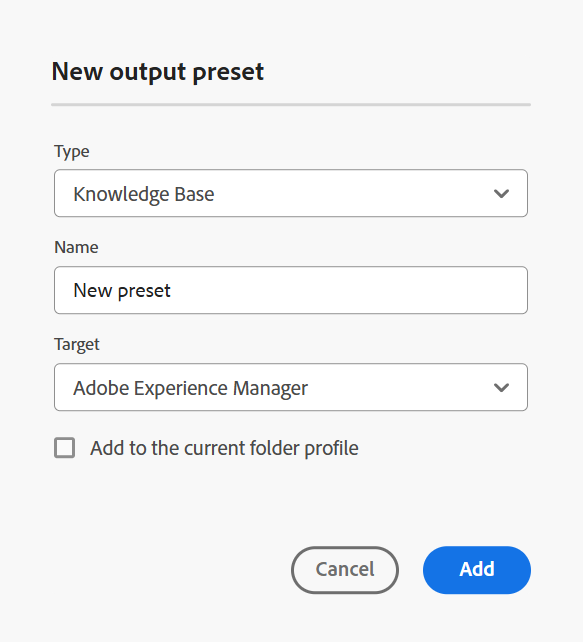 New output preset
Type
Knowledge Base
Name
New preset
Target
Adobe Experience Manager
Add to the current folder profile
Cancel
Add